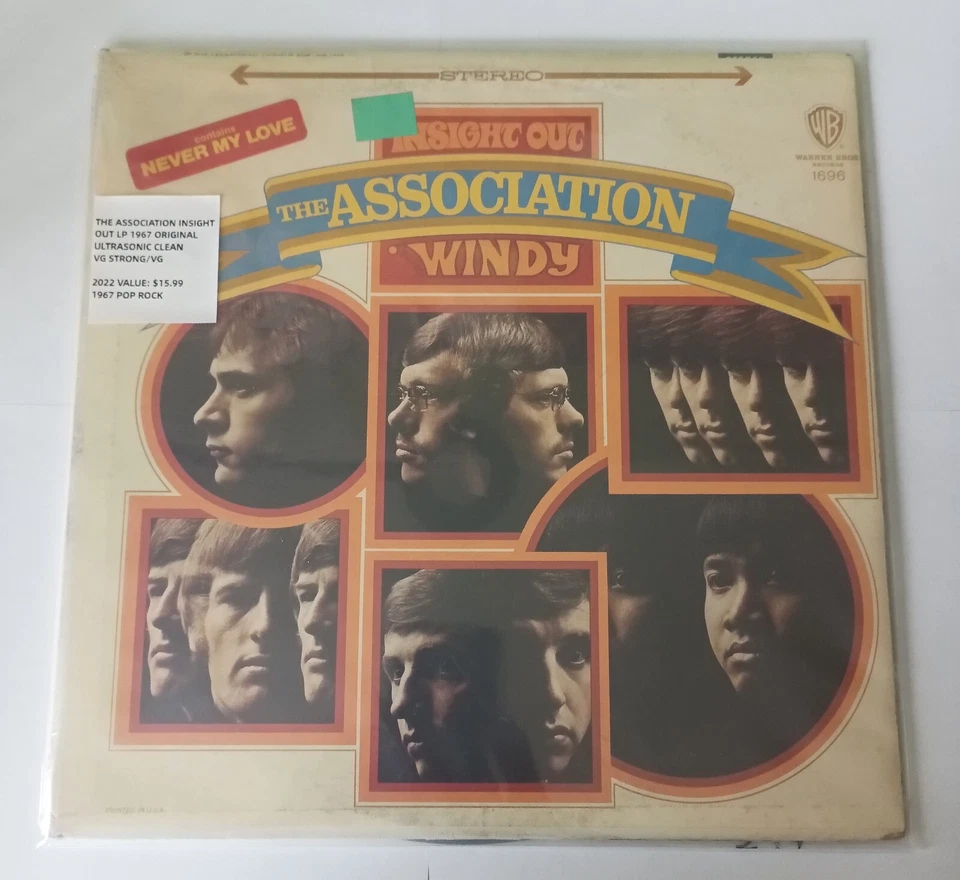 STEREO
contains
NEVER MY LOVE
INSIGHT OUT
WB
WARNER BROS
RECORDS
1696
THE ASSOCIATION
WINDY
THE ASSOCIATION INSIGHT
OUT LP 1967 ORIGINAL
ULTRASONIC CLEAN
VG STRONG/VG
2022 VALUE: $15.99
1967 POP ROCK